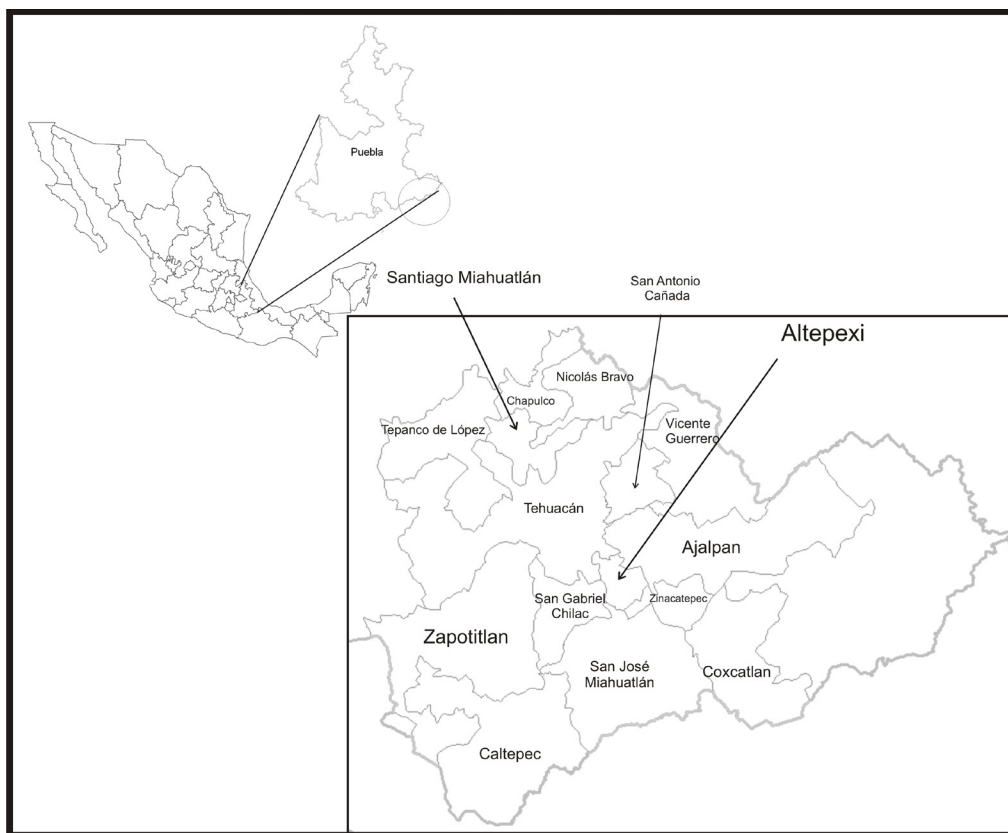 Puebla
Santiago Miahuatlán
San Antonio
Cañada
Altepexi
Nicolás Bravo
Chapulco
Tepanco de López
Vicente
Guerrero
Tehuacán
Ajalpan
San Gabriel
Chilac
Zinacatepec
Zapotitlan
San José
Miahuatlán
Coxcatlan
Caltepec